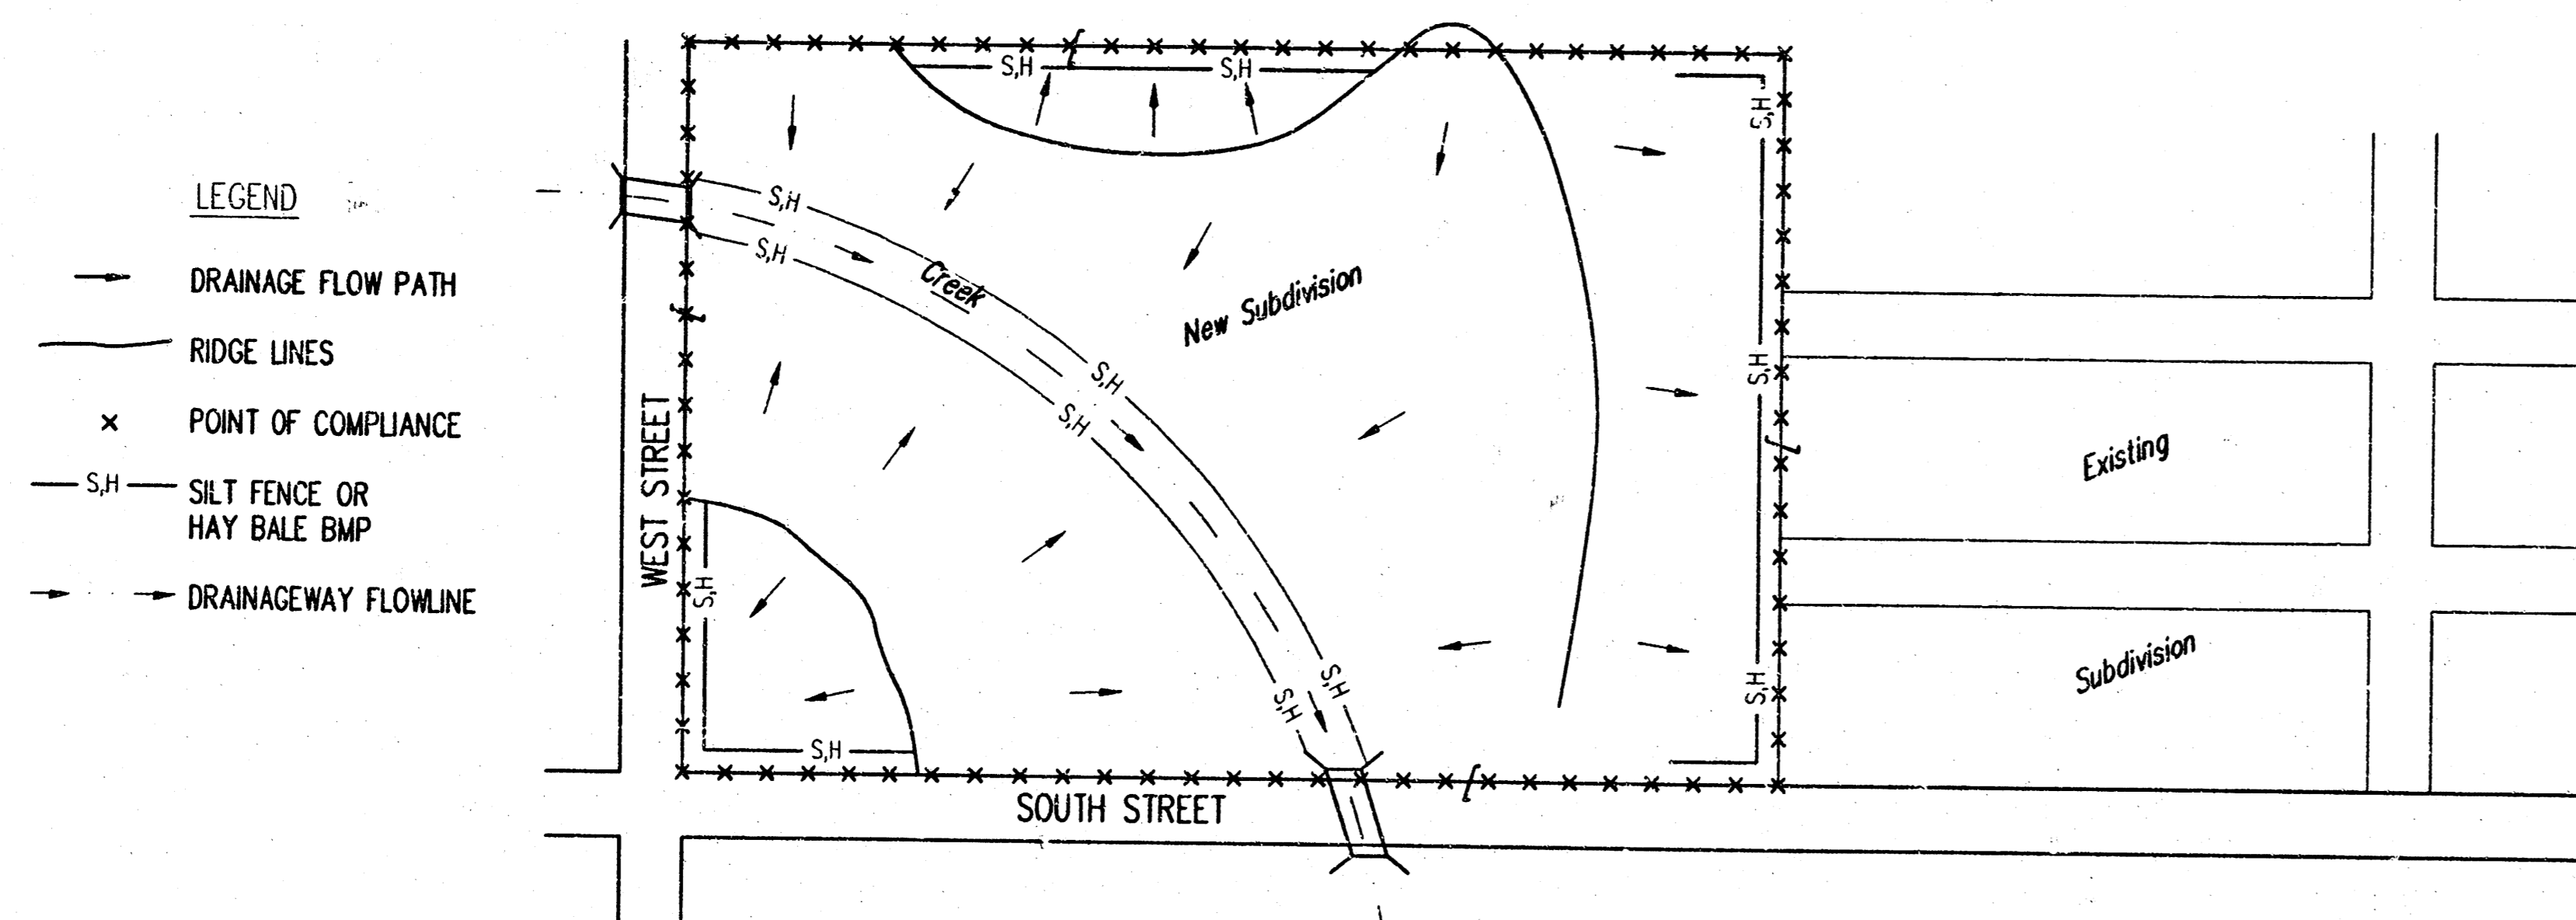 LEGEND
DRAINAGE FLOW PATH
RIDGE LINES
POINT OF COMPLIANCE
S,H
SILT FENCE OR
HAY BALE BMP
DRAINAGEWAY FLOWLINE
S,H
S,H
S,H
S,H
S,H
Creek
New Subdivision
S,H
S,H
S,H
WEST STREET
Existing
S,H
Subdivision
S,H
S,H
S,H
S,H
SOUTH STREET